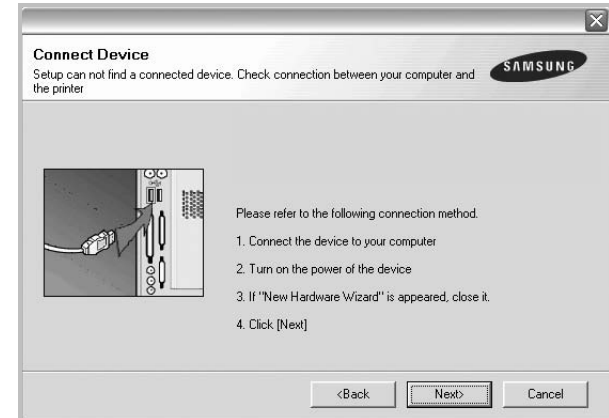 Connect Device
Setup can not find a connected device. Check connection between your computer and
the printer
SAMSUNG
Please refer to the following connection method.
1. Connect the device to your computer
2. Turn on the power of the device
3. If "New Hardware Wizard" is appeared, close it.
4. Click [Next]
<Back
Next>
Cancel